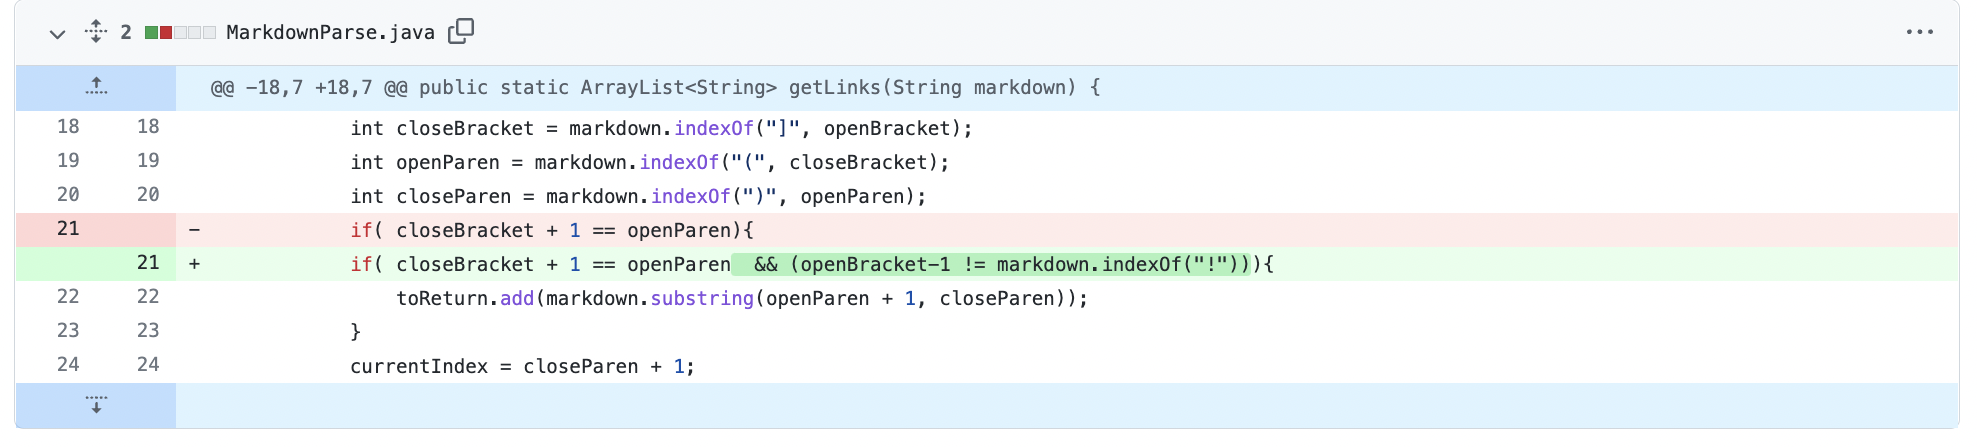 2 MarkdownParse.java
@@ -18,7 +18,7 @@ public static ArrayList<String> getLinks(String markdown) {
18 18 int closeBracket = markdown.indexOf("]", openBracket);
19 19 int openParen = markdown.indexOf("(", closeBracket);
20 20 int closeParen = markdown.indexOf(")", openParen);
21 - if( closeBracket + 1 == openParen){
21 + if( closeBracket + 1 == openParen  && (openBracket-1 != markdown.indexOf("!"))){
22 22 toReturn.add(markdown.substring(openParen + 1, closeParen));
23 23 }
24 24 currentIndex = closeParen + 1;